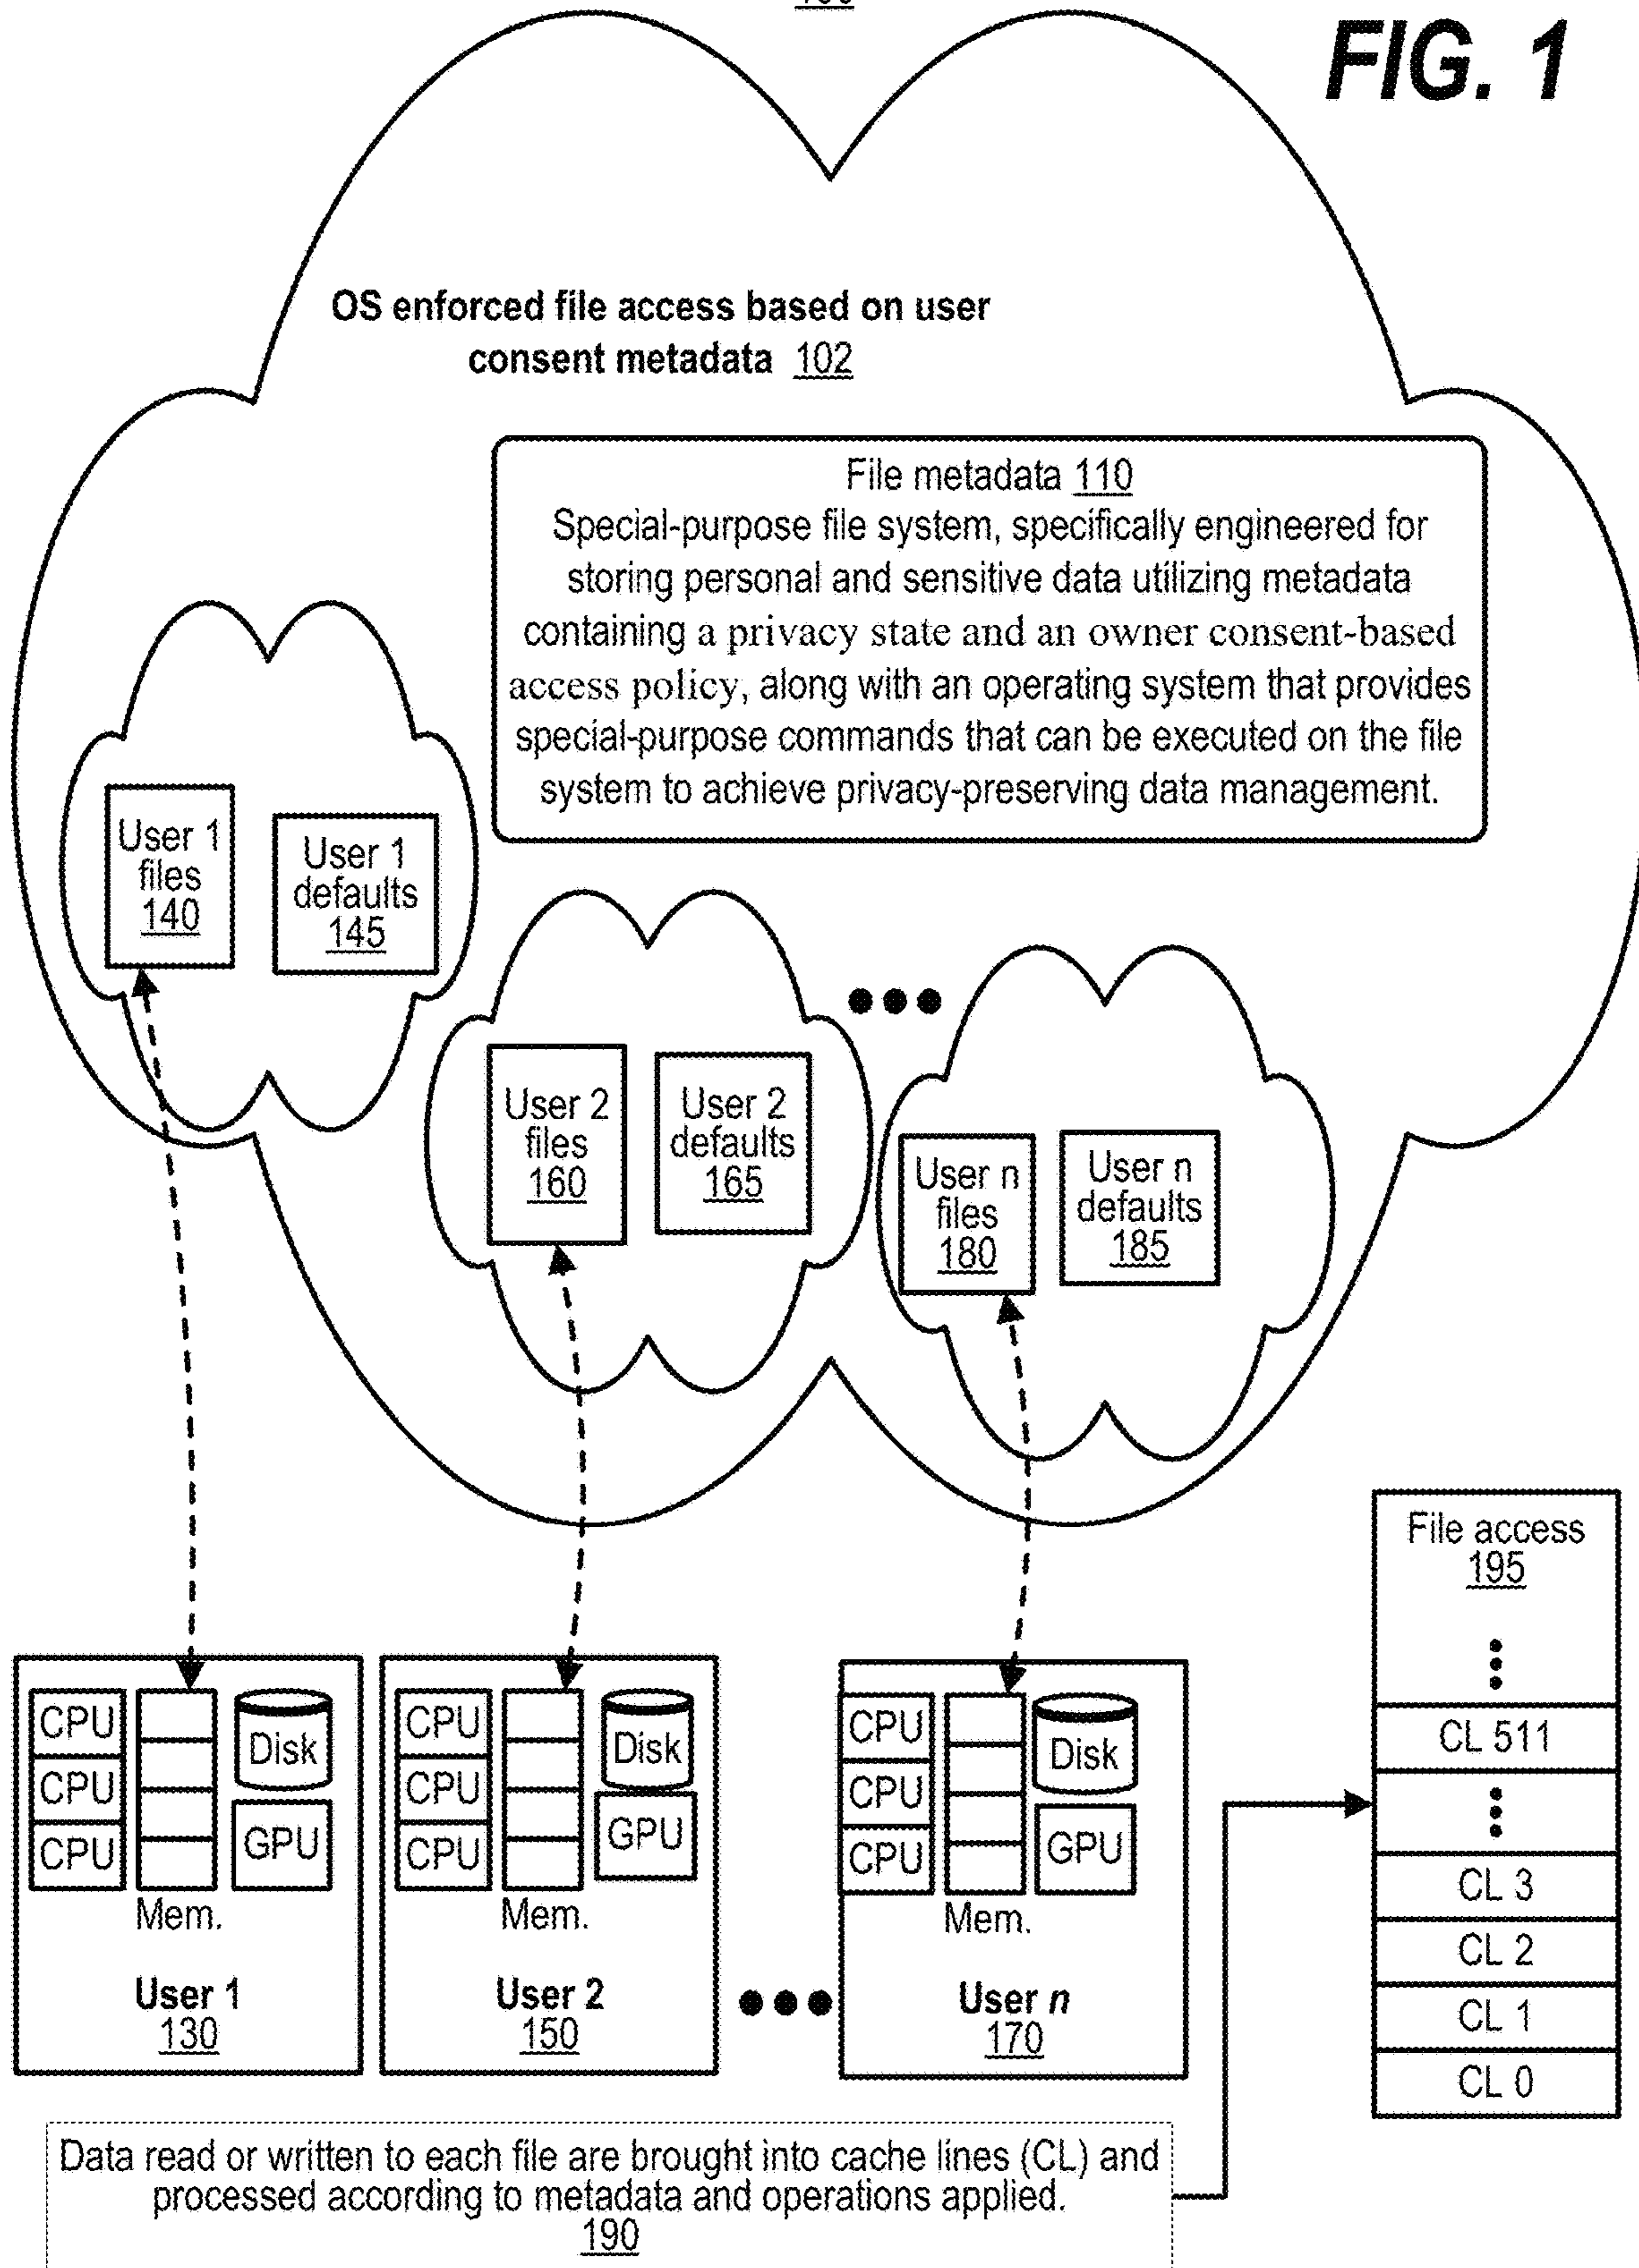 FIG. 1
OS enforced file access based on user
consent metadata 102
File metadata 110
Special-purpose file system, specifically engineered for
storing personal and sensitive data utilizing metadata
containing a privacy state and an owner consent-based
access policy, along with an operating system that provides
special-purpose commands that can be executed on the file
system to achieve privacy-preserving data management.
User 1
files
140
User 1
defaults
145
User 2
files
160
User 2
defaults
165
User n
files
180
User n
defaults
185
CPU
CPU
CPU
Disk
GPU
Mem.
User 1
130
CPU
CPU
CPU
Disk
GPU
Mem.
User 2
150
CPU
CPU
CPU
Disk
GPU
Mem.
User n
170
File access
195
CL 511
CL 3
CL 2
CL 1
CL 0
Data read or written to each file are brought into cache lines (CL) and
processed according to metadata and operations applied.
190